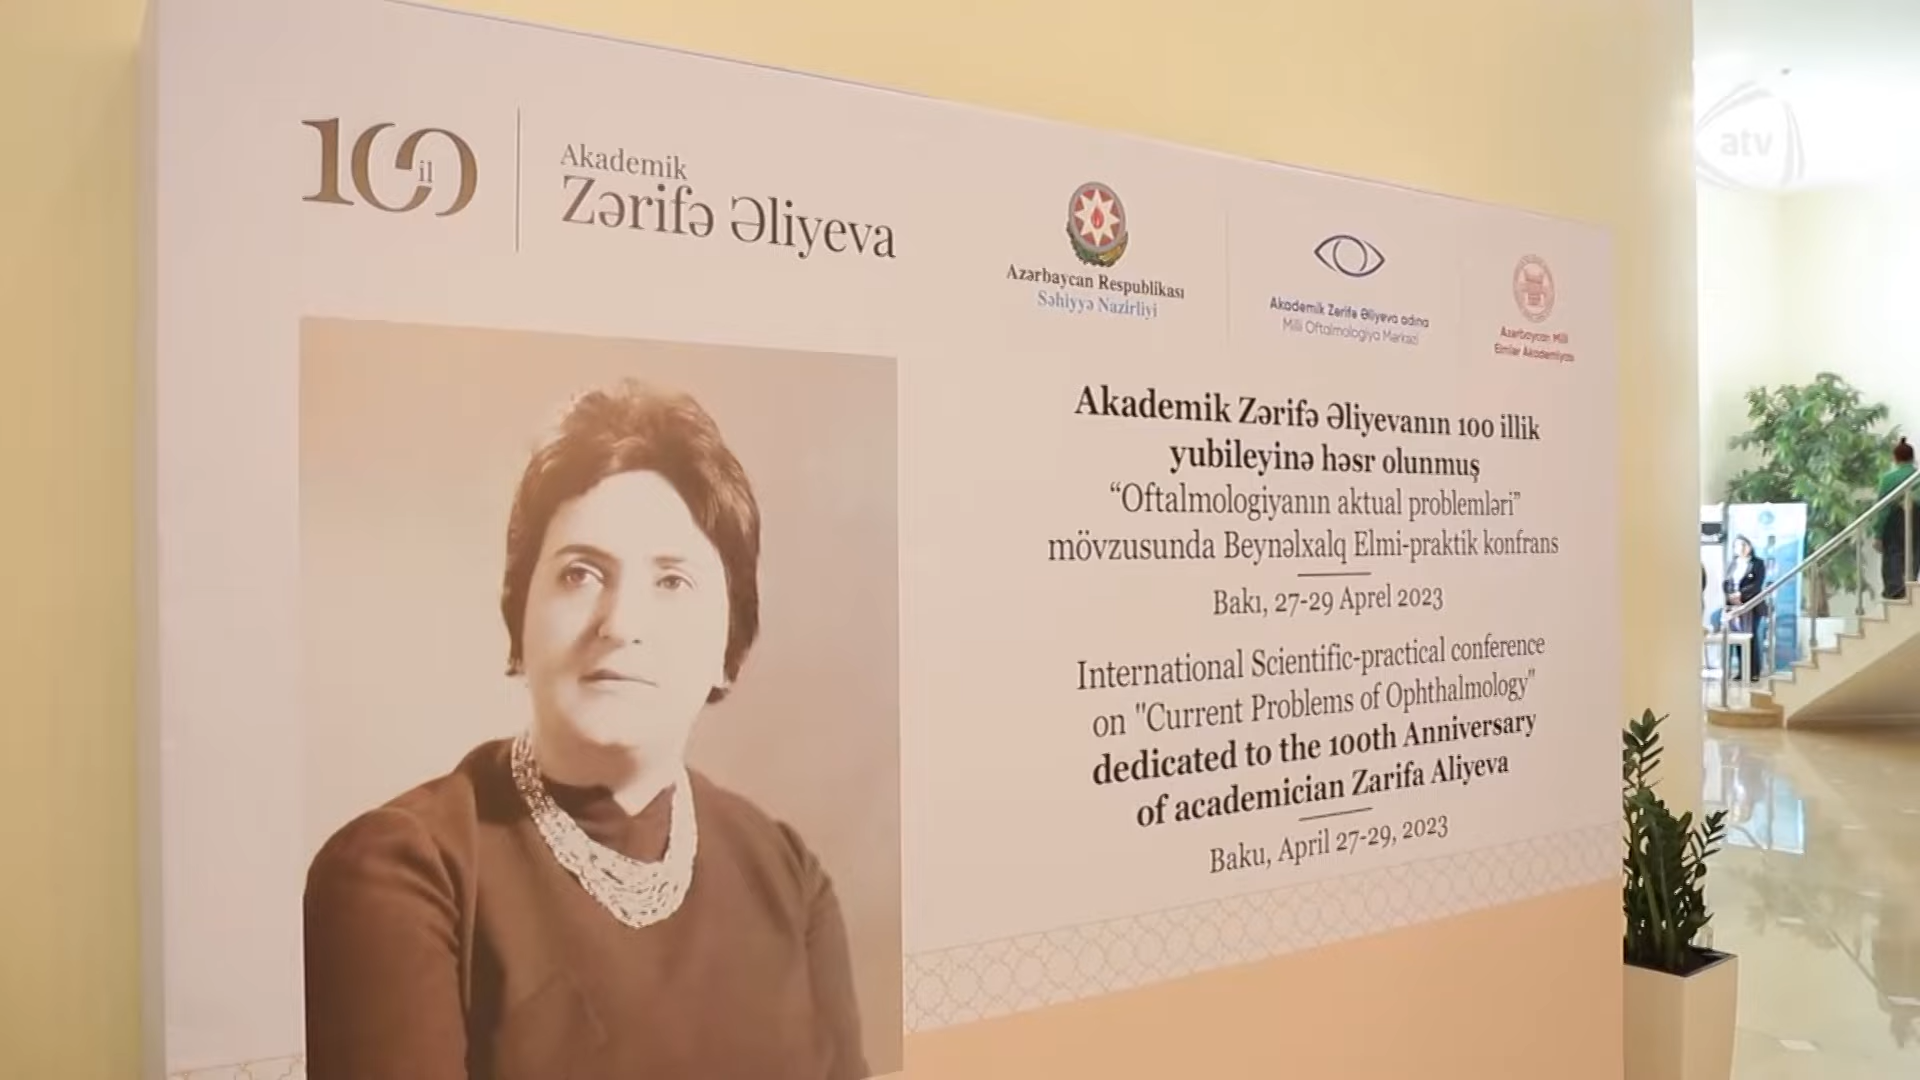 100
il
Akademik
Zərifə Əliyeva
Azərbaycan Respublikası
Səhiyyə Nazirliyi
Akademik Zərifə Əliyeva adına
Milli Oftalmologiya Mərkəzi
Azərbaycan Milli
Elmlər Akademiyası
Akademik Zərifə Əliyevanın 100 illik
yubileyinə həsr olunmuş
“Oftalmologiyanın aktual problemləri”
mövzusunda Beynəlxalq Elmi-praktik konfrans
Bakı, 27-29 Aprel 2023
International Scientific-practical conference
on "Current Problems of Ophthalmology"
dedicated to the 100th Anniversary
of academician Zarifa Aliyeva
Baku, April 27-29, 2023
atv